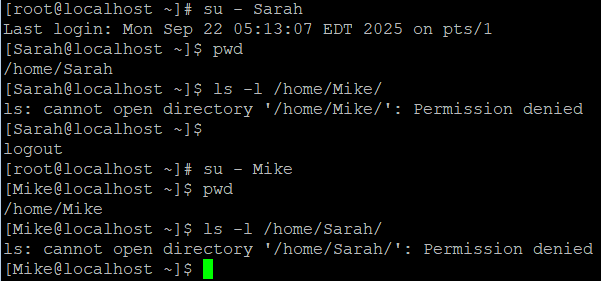 [root@localhost ~]# su - Sarah
Last login: Mon Sep 22 05:13:07 EDT 2025 on pts/1
[Sarah@localhost ~]$ pwd
/home/Sarah
[Sarah@localhost ~]$ ls -l /home/Mike/
ls: cannot open directory '/home/Mike/': Permission denied
[Sarah@localhost ~]$
logout
[root@localhost ~]# su - Mike
[Mike@localhost ~]$ pwd
/home/Mike
[Mike@localhost ~]$ ls -l /home/Sarah/
ls: cannot open directory '/home/Sarah/': Permission denied
[Mike@localhost ~]$